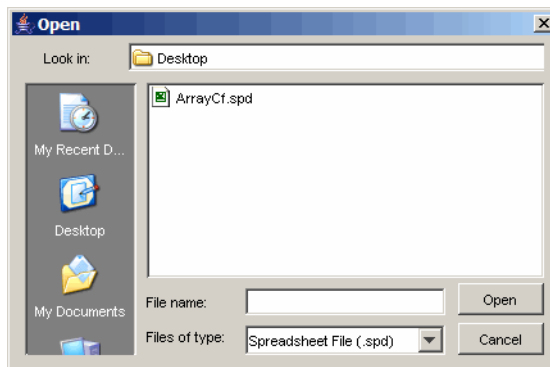 Open
Look in: Desktop
ArrayCf.spd
My Recent D...
Desktop
My Documents
File name: Open
Files of type: Spreadsheet File (.spd) Cancel